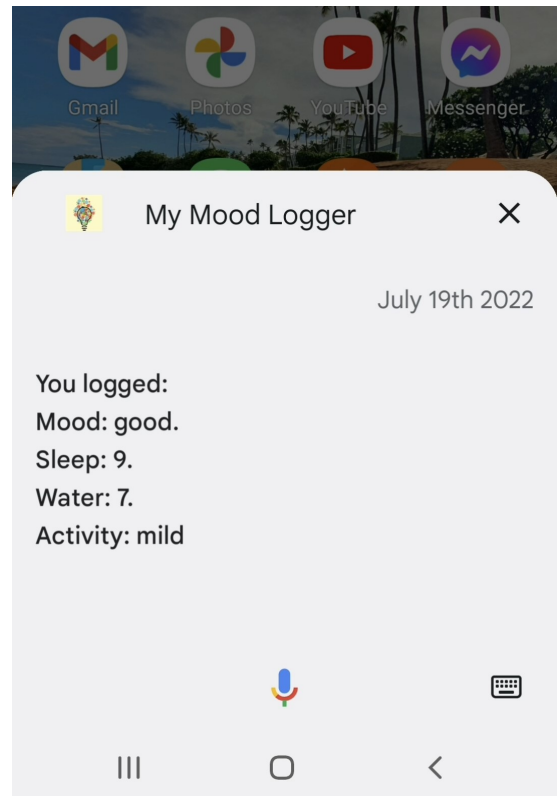 Gmail Photos YouTube Messenger
My Mood Logger
July 19th 2022
You logged:
Mood: good.
Sleep: 9.
Water: 7.
Activity: mild